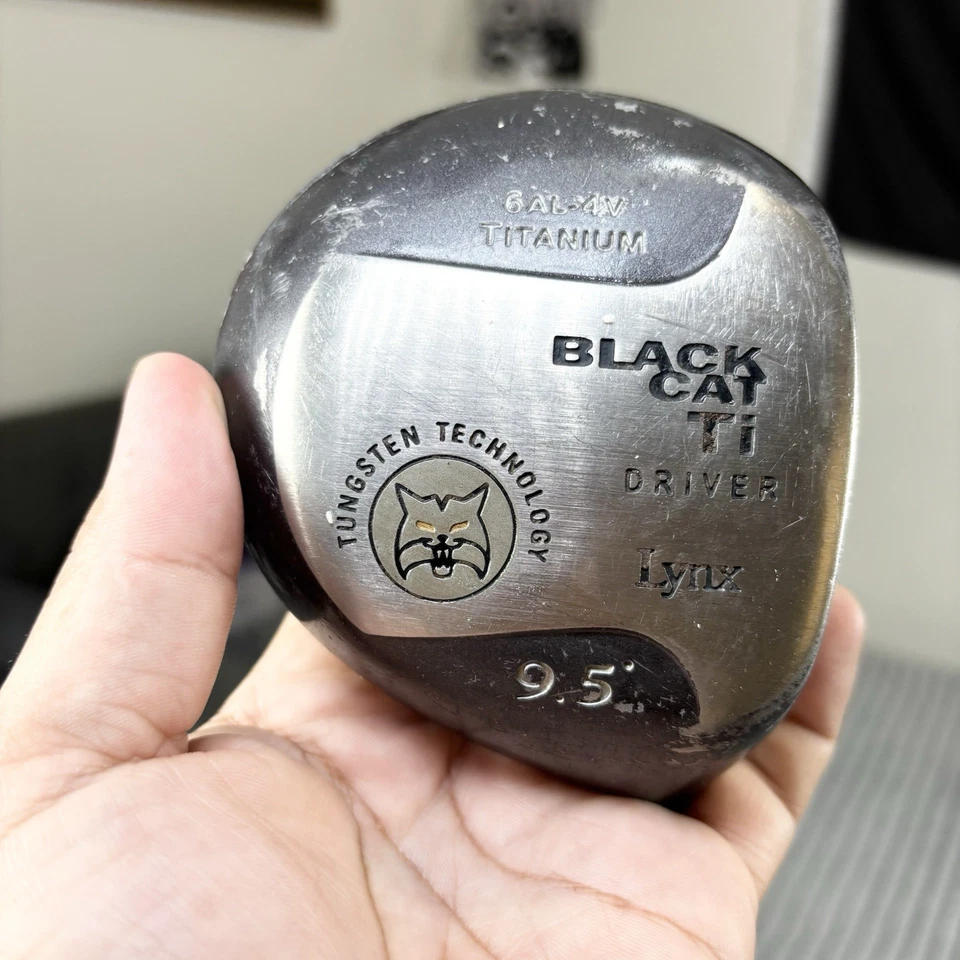 6AL-4V
TITANIUM
BLACK
CAT
Ti
DRIVER
TUNGSTEN TECHNOLOGY
Lynx
9.5°